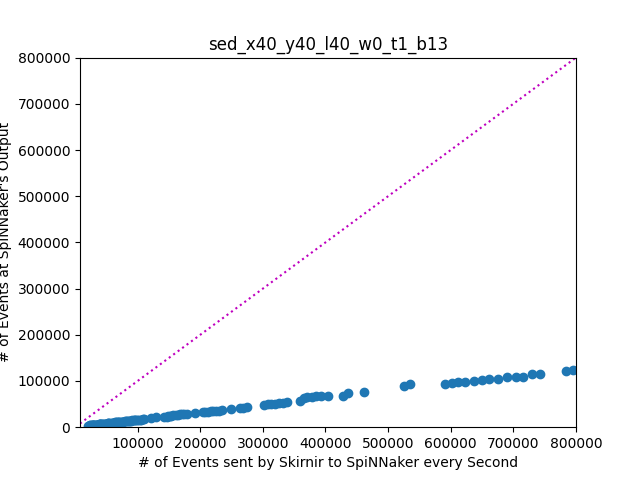 sed_x40_y40_l40_w0_t1_b13
800000
700000
600000
500000
400000
300000
200000
100000
0
# of Events at SpiNNaker's Output
100000 200000 300000 400000 500000 600000 700000 800000
# of Events sent by Skirnir to SpiNNaker every Second